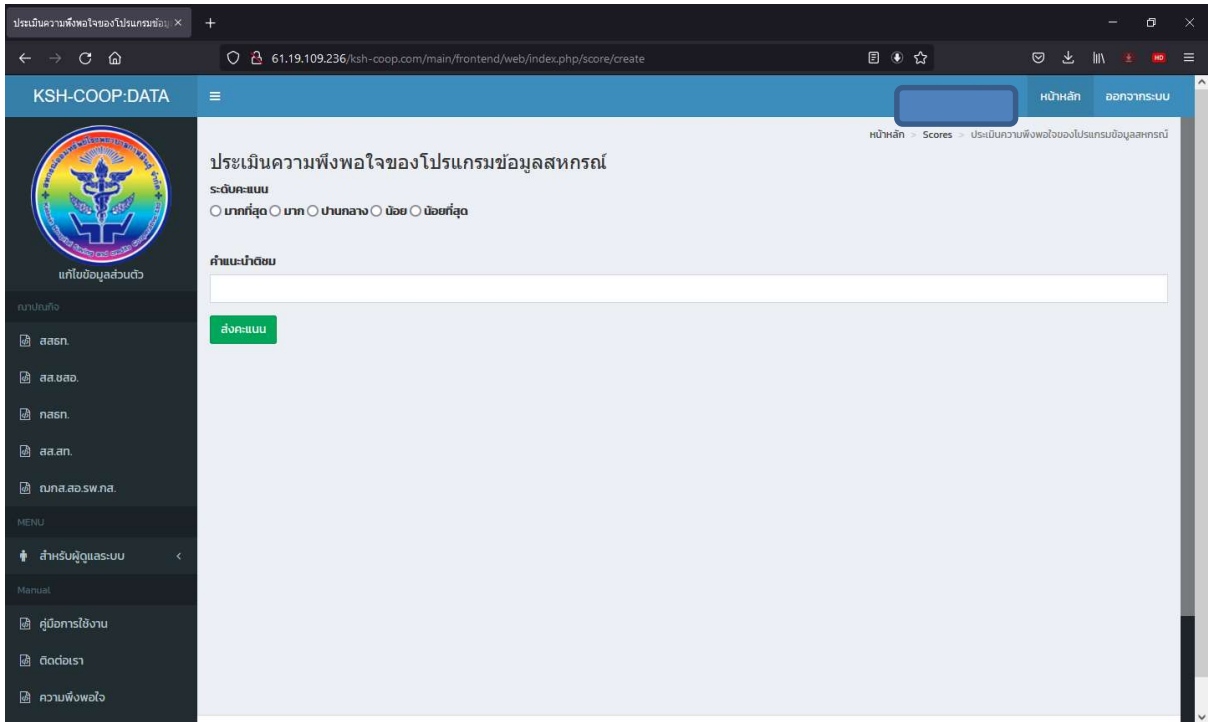 ประเมินความพึงพอใจของโปรแกรมข้อมู
61.19.109.236/ksh-coop.com/main/frontend/web/index.php/score/create
HD
KSH-COOP:DATA
หน้าหลัก
ออกจากระบบ
หน้าหลัก > Scores > ประเมินความพึงพอใจของโปรแกรมข้อมูลสหกรณ์
ประเมินความพึงพอใจของโปรแกรมข้อมูลสหกรณ์
ระดับคะแนน
มากที่สุด มาก ปานกลาง น้อย น้อยที่สุด
คำแนะนำติชม
ส่งคะแนน
แก้ไขข้อมูลส่วนตัว
ฌาปณกิจ
สสธท.
สส.ชสอ.
กสธท.
สส.สท.
ฌกส.สอ.รพ.กส.
MENU
สำหรับผู้ดูแลระบบ
Manual
คู่มือการใช้งาน
ติดต่อเรา
ความพึงพอใจ